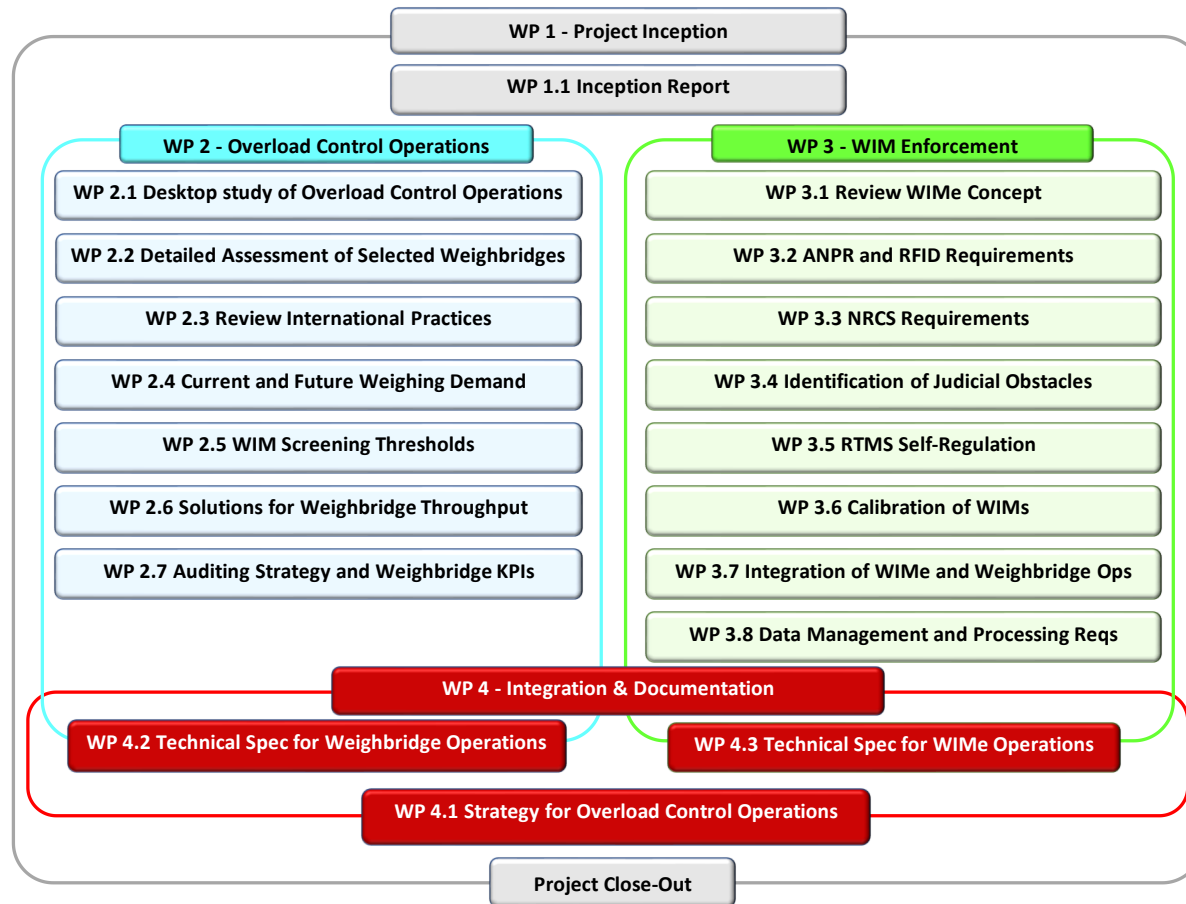 WP 1 - Project Inception
WP 1.1 Inception Report
WP 2 - Overload Control Operations
WP 2.1 Desktop study of Overload Control Operations
WP 2.2 Detailed Assessment of Selected Weighbridges
WP 2.3 Review International Practices
WP 2.4 Current and Future Weighing Demand
WP 2.5 WIM Screening Thresholds
WP 2.6 Solutions for Weighbridge Throughput
WP 2.7 Auditing Strategy and Weighbridge KPIs
WP 3 - WIM Enforcement
WP 3.1 Review WIMe Concept
WP 3.2 ANPR and RFID Requirements
WP 3.3 NRCS Requirements
WP 3.4 Identification of Judicial Obstacles
WP 3.5 RTMS Self-Regulation
WP 3.6 Calibration of WIMs
WP 3.7 Integration of WIMe and Weighbridge Ops
WP 3.8 Data Management and Processing Reqs
WP 4 - Integration & Documentation
WP 4.2 Technical Spec for Weighbridge Operations
WP 4.3 Technical Spec for WIMe Operations
WP 4.1 Strategy for Overload Control Operations
Project Close-Out